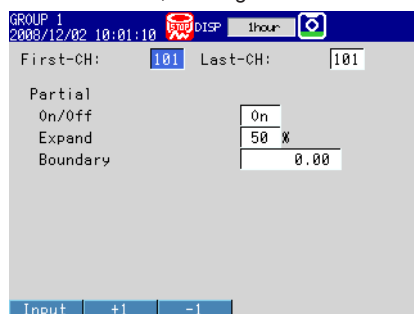 GROUP 1
2008/12/02 10:01:10 STOP DISP 1hour
First-CH: 101 Last-CH: 101
Partial
On/Off On
Expand 50 %
Boundary 0.00
Input +1 -1